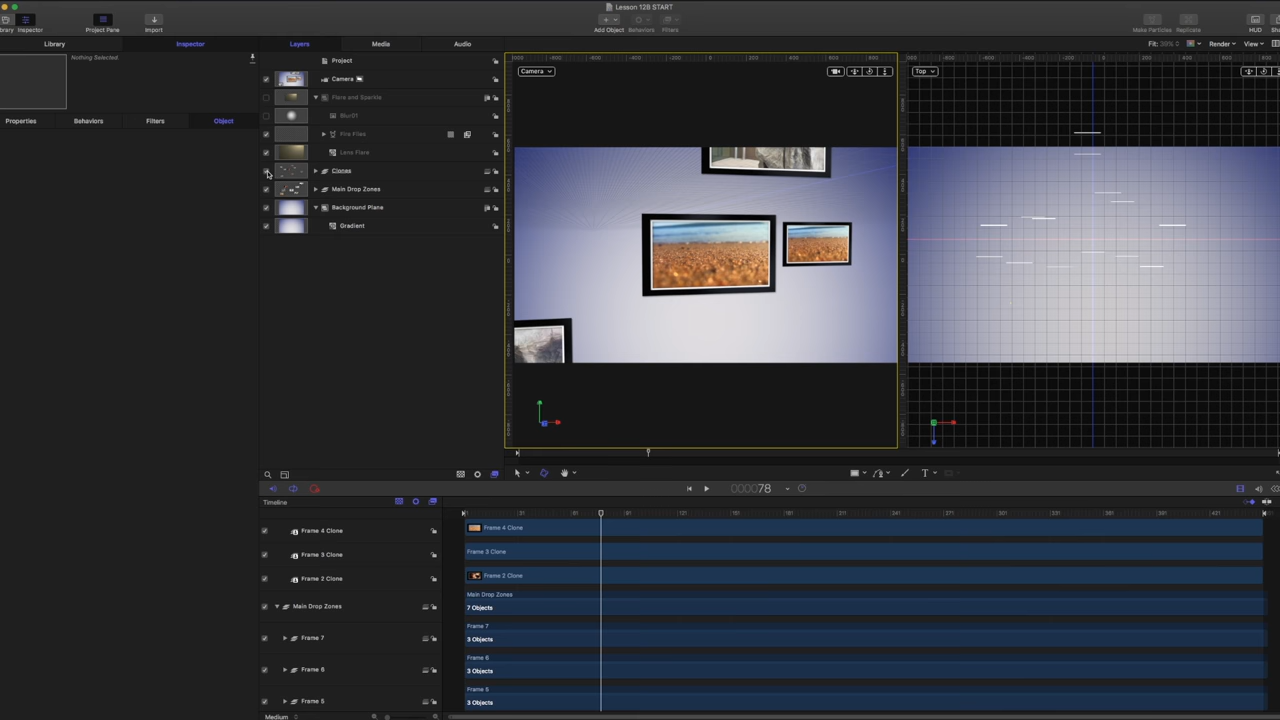 Lesson 12B START
Library
Inspector
Project Pane
Import
Add Object
Behaviors
Filters
Make Particles
Replicate
HUD
Library
Inspector
Layers
Media
Audio
Fit: 39%
Render
View
Nothing Selected
Properties
Behaviors
Filters
Object
Project
Camera
Flare and Sparkle
Blur01
Fire Flies
Lens Flare
Clones
Main Drop Zones
Background Plane
Gradient
Camera
Top
000078
Timeline
Frame 4 Clone
Frame 4 Clone
Frame 3 Clone
Frame 3 Clone
Frame 2 Clone
Frame 2 Clone
Main Drop Zones
Main Drop Zones
7 Objects
Frame 7
Frame 7
3 Objects
Frame 6
Frame 6
3 Objects
Frame 5
Frame 5
3 Objects
Medium